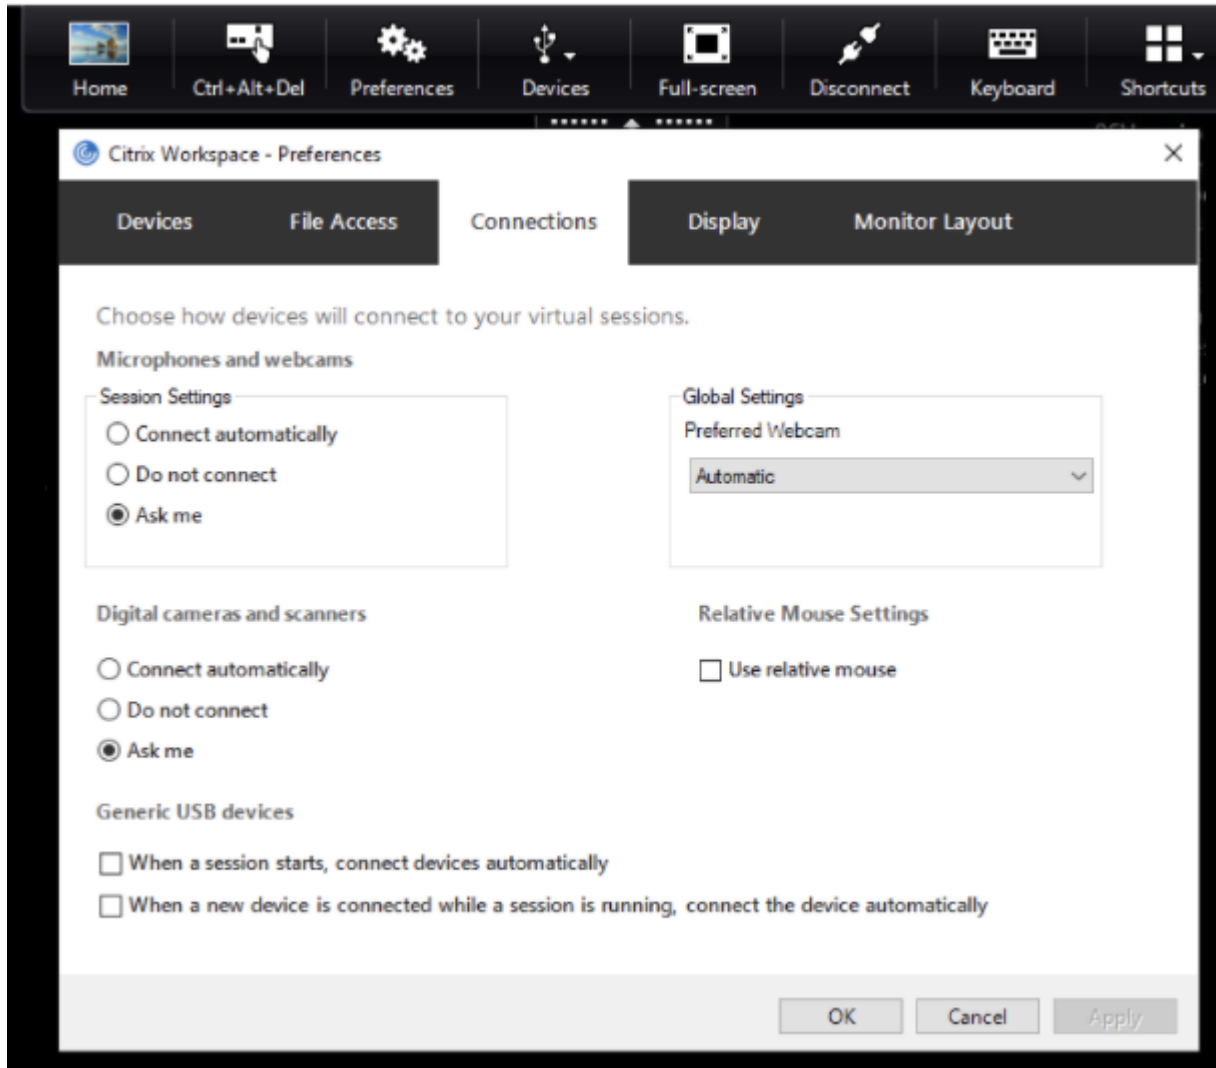 Home Ctrl+Alt+Del Preferences Devices Full-screen Disconnect Keyboard Shortcuts
Citrix Workspace - Preferences
Devices File Access Connections Display Monitor Layout
Choose how devices will connect to your virtual sessions.
Microphones and webcams
Session Settings
Connect automatically
Do not connect
Ask me
Global Settings
Preferred Webcam
Automatic
Digital cameras and scanners
Connect automatically
Do not connect
Ask me
Relative Mouse Settings
Use relative mouse
Generic USB devices
When a session starts, connect devices automatically
When a new device is connected while a session is running, connect the device automatically
OK Cancel Apply